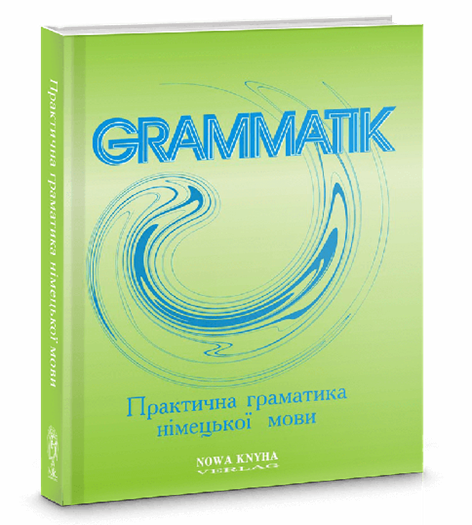 Практична граматика німецької мови
GRAMMATIK
Практична граматика
німецької мови
NOWA KNYHA
VERLAG